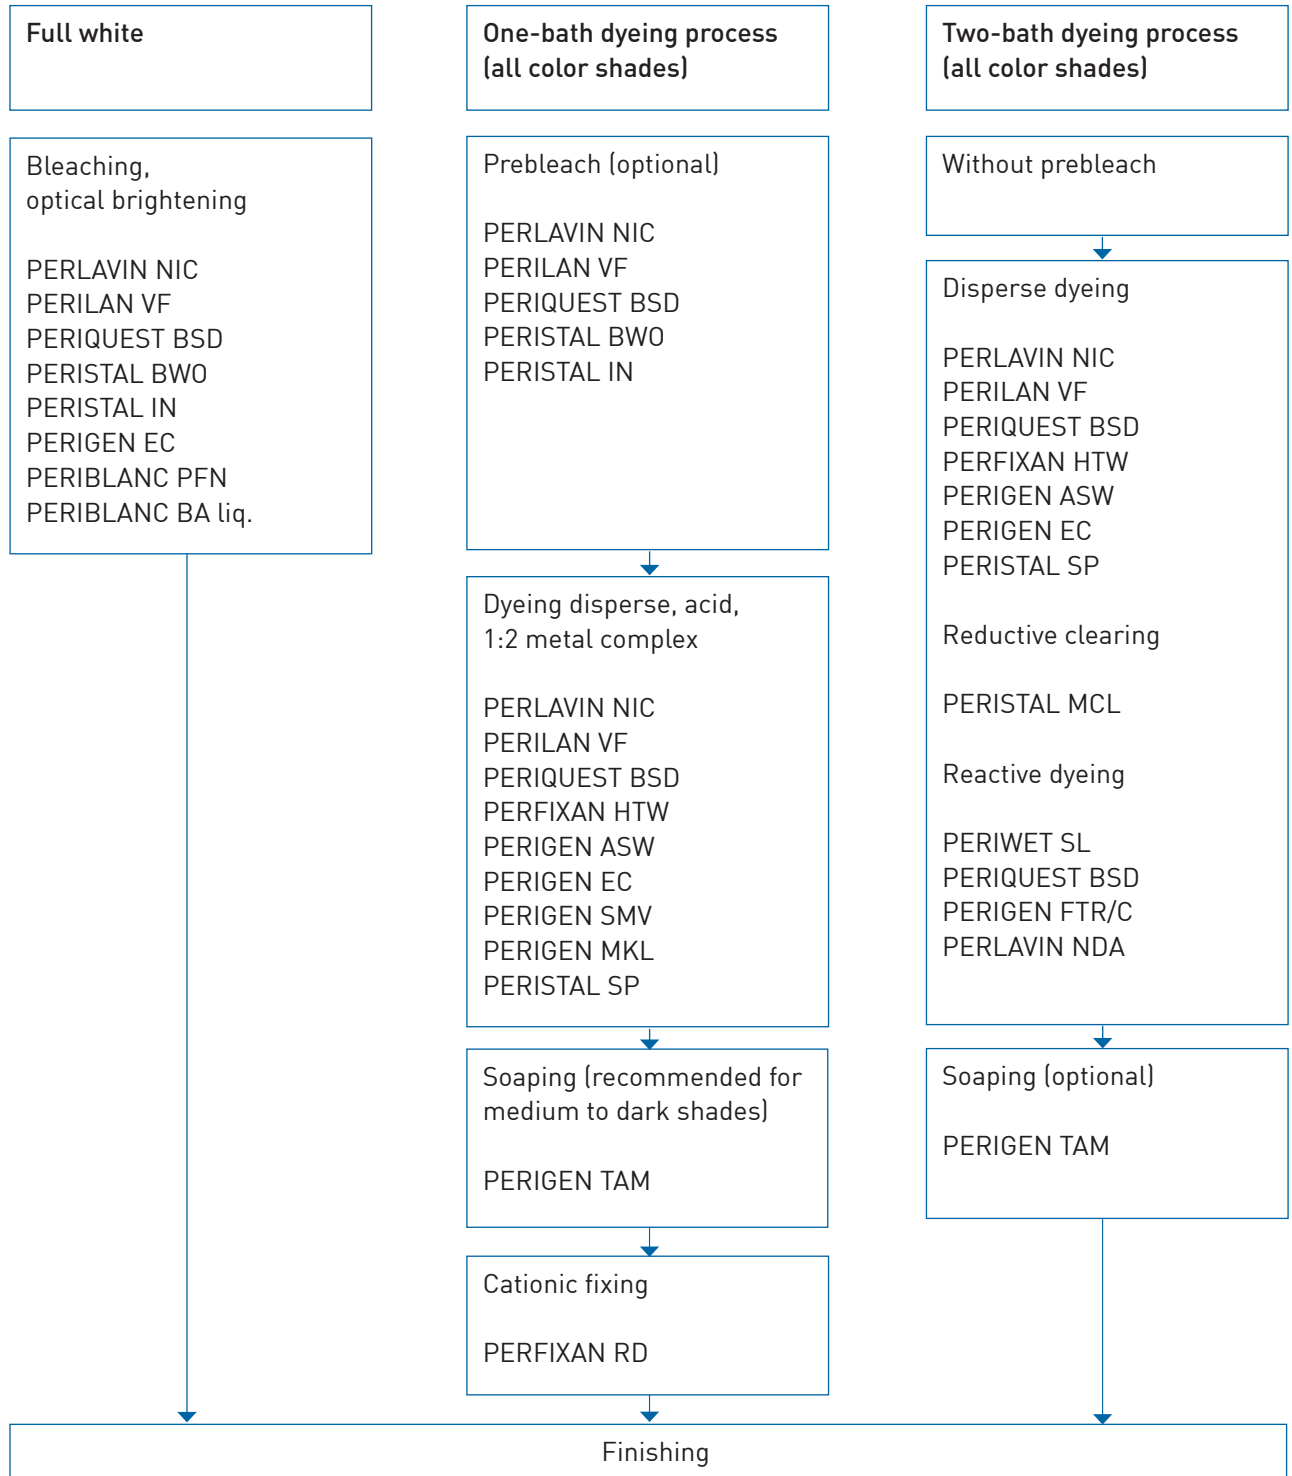 Full white
Bleaching,
optical brightening
PERLAVIN NIC
PERILAN VF
PERIQUEST BSD
PERISTAL BWO
PERISTAL IN
PERIGEN EC
PERIBLANC PFN
PERIBLANC BA liq.
One-bath dyeing process
(all color shades)
Prebleach (optional)
PERLAVIN NIC
PERILAN VF
PERIQUEST BSD
PERISTAL BWO
PERISTAL IN
Dyeing disperse, acid,
1:2 metal complex
PERLAVIN NIC
PERILAN VF
PERIQUEST BSD
PERFIXAN HTW
PERIGEN ASW
PERIGEN EC
PERIGEN SMV
PERIGEN MKL
PERISTAL SP
Soaping (recommended for
medium to dark shades)
PERIGEN TAM
Cationic fixing
PERFIXAN RD
Two-bath dyeing process
(all color shades)
Without prebleach
Disperse dyeing
PERLAVIN NIC
PERILAN VF
PERIQUEST BSD
PERFIXAN HTW
PERIGEN ASW
PERIGEN EC
PERISTAL SP
Reductive clearing
PERISTAL MCL
Reactive dyeing
PERIWET SL
PERIQUEST BSD
PERIGEN FTR/C
PERLAVIN NDA
Soaping (optional)
PERIGEN TAM
Finishing